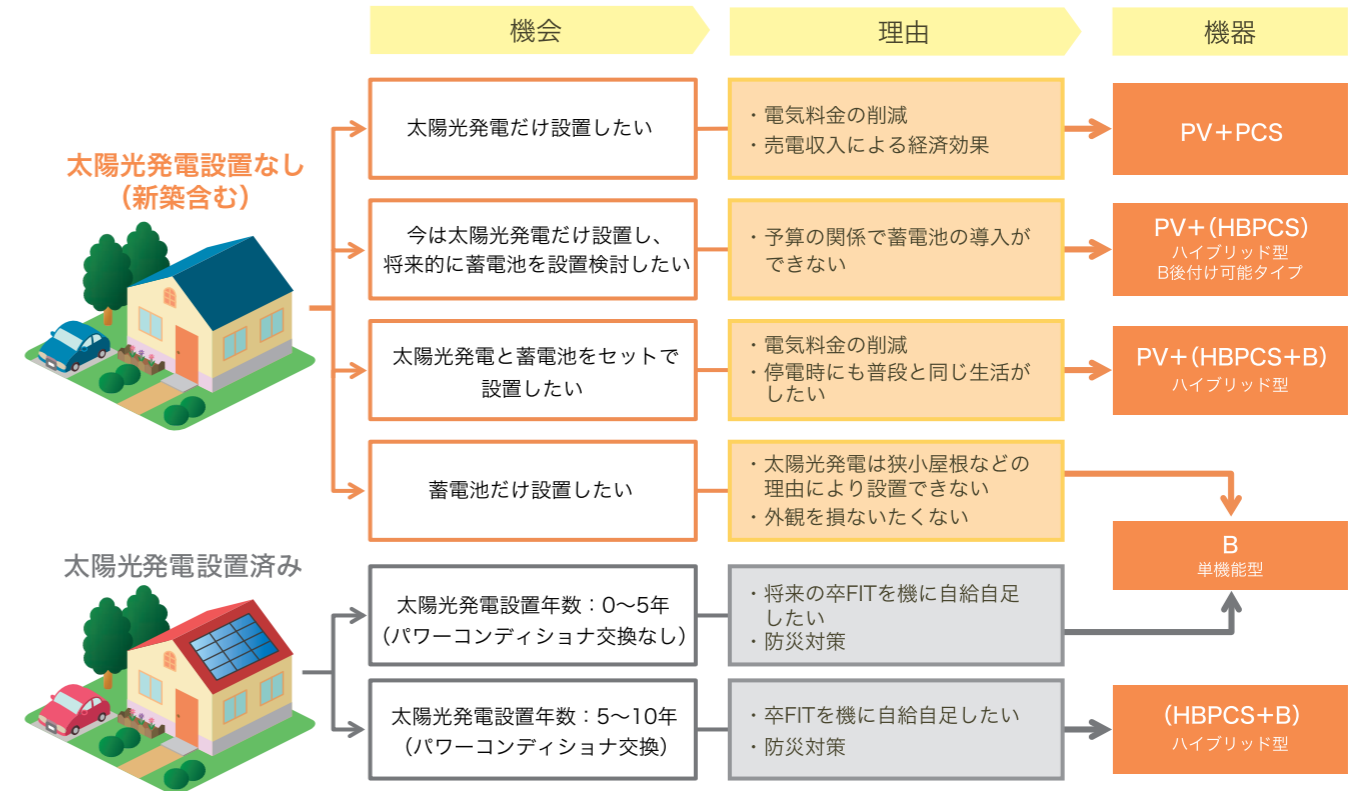 機会
理由
機器
太陽光発電設置なし
（新築含む）
太陽光発電だけ設置したい
・電気料金の削減
・売電収入による経済効果
PV＋PCS
今は太陽光発電だけ設置し、
将来的に蓄電池を設置検討したい
・予算の関係で蓄電池の導入が
できない
PV＋（HBPCS）
ハイブリッド型
B後付け可能タイプ
太陽光発電と蓄電池をセットで
設置したい
・電気料金の削減
・停電時にも普段と同じ生活が
したい
PV＋（HBPCS＋B）
ハイブリッド型
蓄電池だけ設置したい
・太陽光発電は狭小屋根などの
理由により設置できない
・外観を損ないたくない
B
単機能型
太陽光発電設置済み
太陽光発電設置年数：0〜5年
（パワーコンディショナ交換なし）
・将来の卒FITを機に自給自足
したい
・防災対策
太陽光発電設置年数：5〜10年
（パワーコンディショナ交換）
・卒FITを機に自給自足したい
・防災対策
（HBPCS＋B）
ハイブリッド型